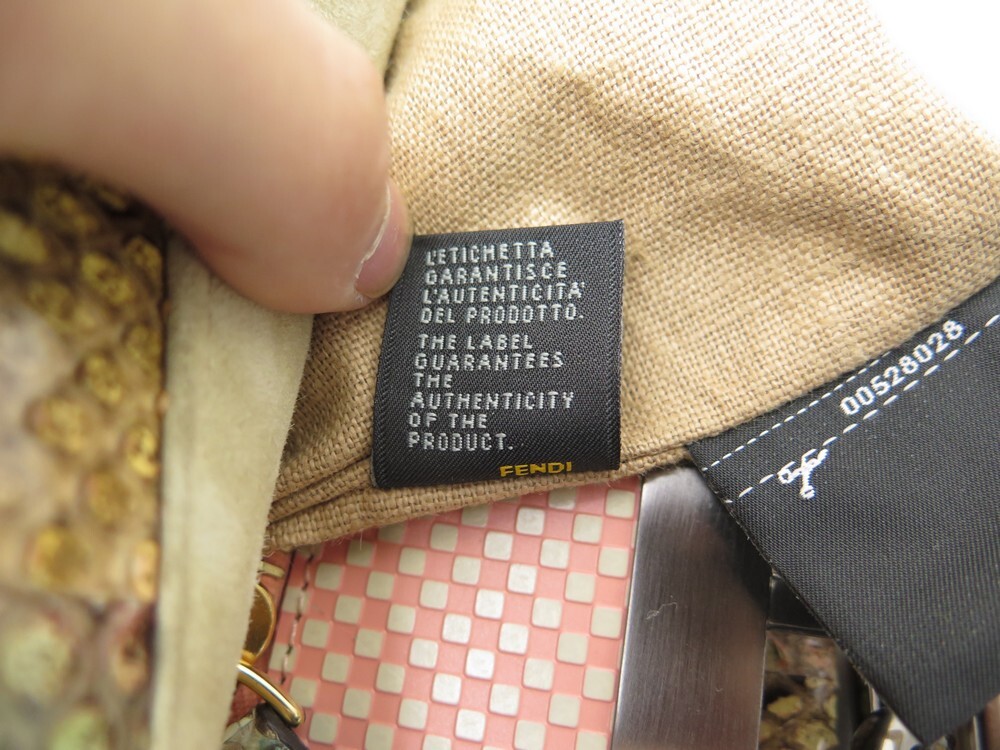 L'ETICHETTA
GARANTISCE
L'AUTENTICITA'
DEL PRODOTTO.
THE LABEL
GUARANTEES
THE
AUTHENTICITY
OF THE
PRODUCT.
FENDI
00528028